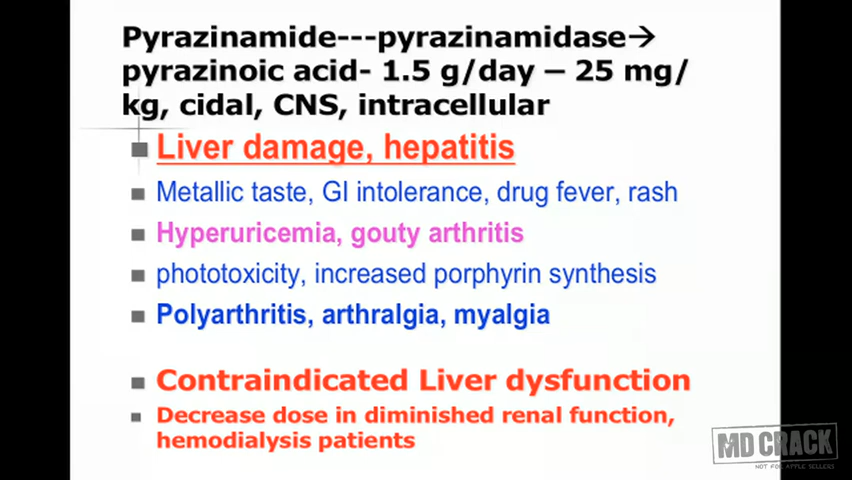 Pyrazinamide---pyrazinamidase→
pyrazinoic acid- 1.5 g/day – 25 mg/
kg, cidal, CNS, intracellular
Liver damage, hepatitis
Metallic taste, GI intolerance, drug fever, rash
Hyperuricemia, gouty arthritis
phototoxicity, increased porphyrin synthesis
Polyarthritis, arthralgia, myalgia
Contraindicated Liver dysfunction
Decrease dose in diminished renal function,
hemodialysis patients
MD CRACK
NOT FOR APPLE SELLERS